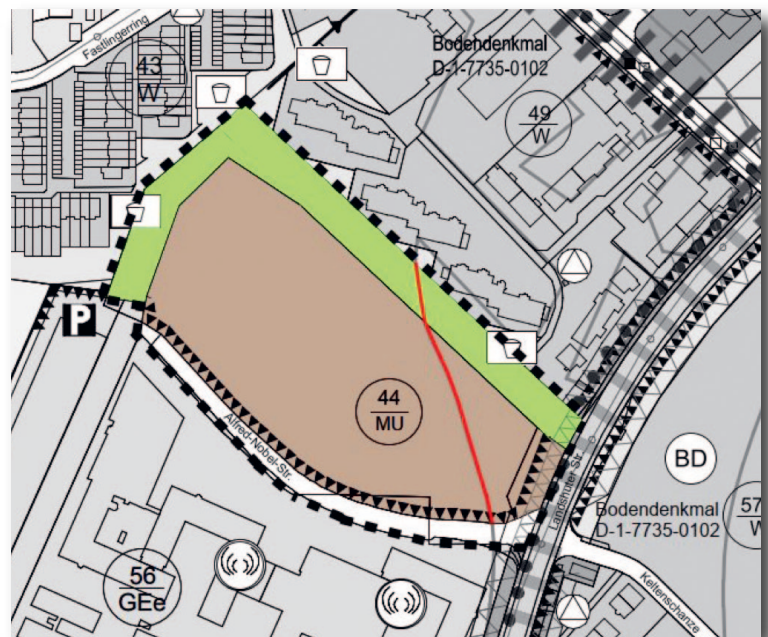 Fastlingerring
43
W
Bodendenkmal
D-1-7735-0102
49
W
P
44
MU
Alfred-Nobel-Str.
Landshuter Str.
BD
Bodendenkmal
D-1-7735-0102
57
W
56
GEe
Keltenschanze